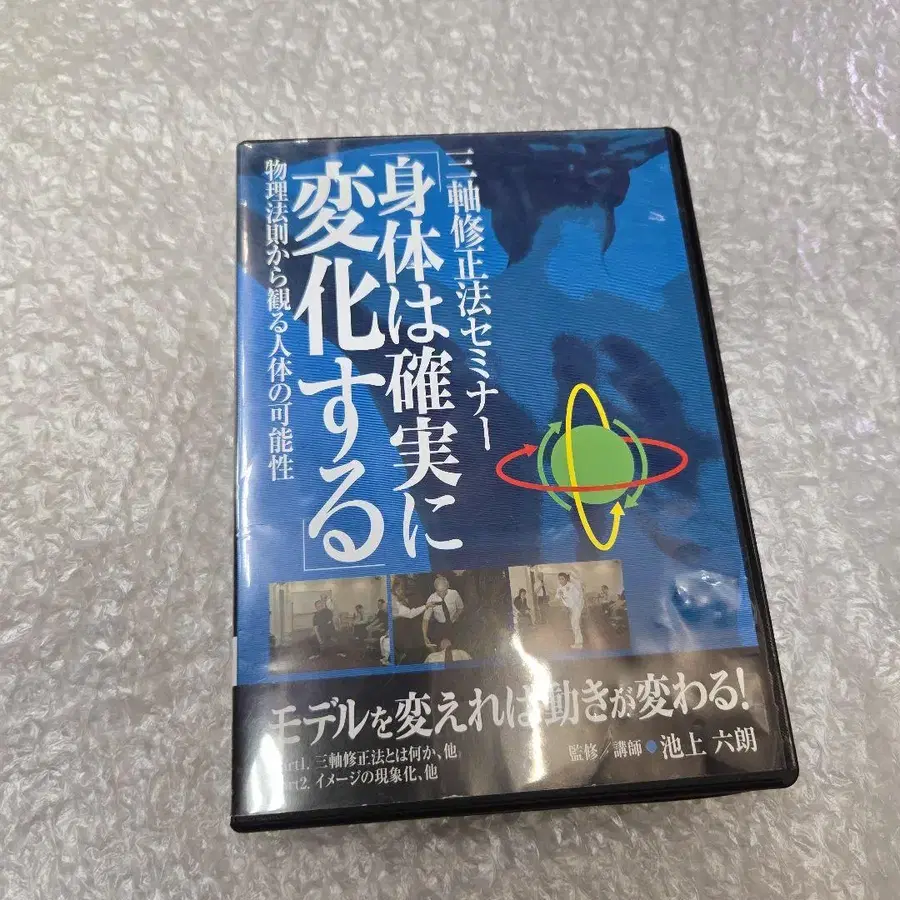 三軸修正法セミナー
「身体は確実に
変化する」
物理法則から観る人体の可能性
モデルを変えれば動きが変わる!
監修/講師●池上 六朗
art1. 三軸修正法とは何か、他
art2. イメージの現象化、他